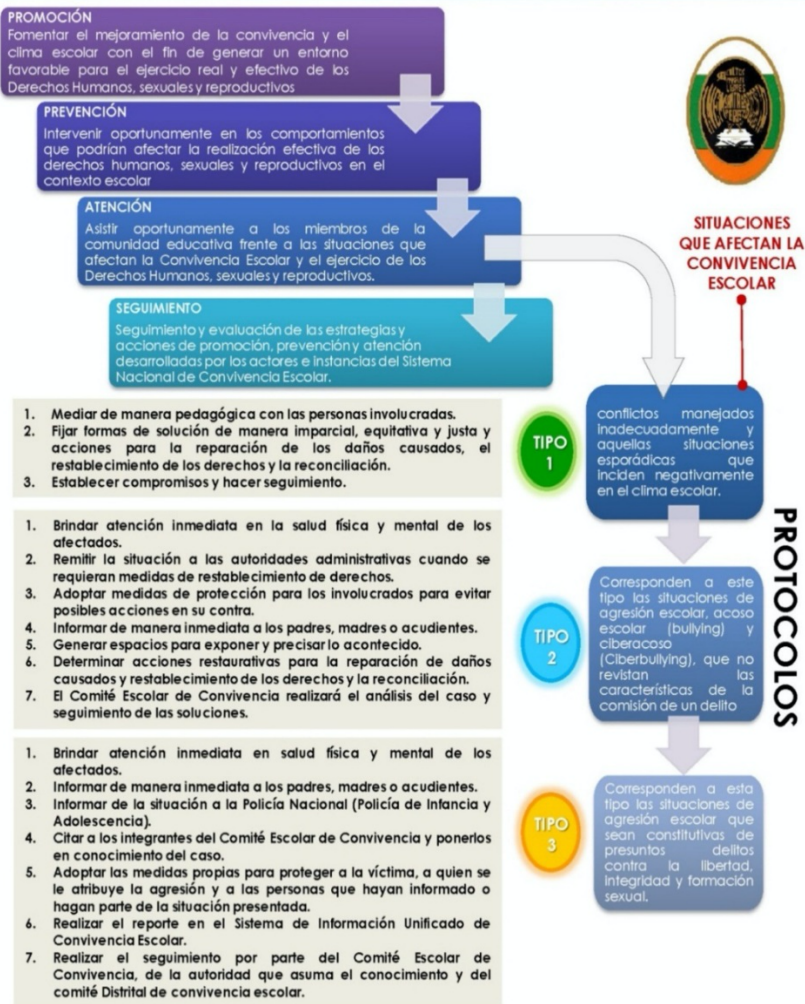 PROMOCIÓN
Fomentar el mejoramiento de la convivencia y el
clima escolar con el fin de generar un entorno
favorable para el ejercicio real y efectivo de los
Derechos Humanos, sexuales y reproductivos
PREVENCIÓN
Intervenir oportunamente en los comportamientos
que podrían afectar la realización efectiva de los
derechos humanos, sexuales y reproductivos en el
contexto escolar
ATENCIÓN
Asistir oportunamente a los miembros de la
comunidad educativa frente a las situaciones que
afectan la Convivencia Escolar y el ejercicio de los
Derechos Humanos, sexuales y reproductivos.
SEGUIMIENTO
Seguimiento y evaluación de las estrategias y
acciones de promoción, prevención y atención
desarrolladas por los actores e instancias del Sistema
Nacional de Convivencia Escolar.
SITUACIONES
QUE AFECTAN LA
CONVIVENCIA
ESCOLAR
PROTOCOLOS
1. Mediar de manera pedagógica con las personas involucradas.
2. Fijar formas de solución de manera imparcial, equitativa y justa y
acciones para la reparación de los daños causados, el
restablecimiento de los derechos y la reconciliación.
3. Establecer compromisos y hacer seguimiento.
TIPO
1
conflictos manejados
inadecuadamente y
aquellas situaciones
esporádicas que
inciden negativamente
en el clima escolar.
1. Brindar atención inmediata en la salud física y mental de los
afectados.
2. Remitir la situación a las autoridades administrativas cuando se
requieran medidas de restablecimiento de derechos.
3. Adoptar medidas de protección para los involucrados para evitar
posibles acciones en su contra.
4. Informar de manera inmediata a los padres, madres o acudientes.
5. Generar espacios para exponer y precisar lo acontecido.
6. Determinar acciones restaurativas para la reparación de daños
causados y restablecimiento de los derechos y la reconciliación.
7. El Comité Escolar de Convivencia realizará el análisis del caso y
seguimiento de las soluciones.
TIPO
2
Corresponden a este
tipo las situaciones de
agresión escolar, acoso
escolar (bullying) y
ciberacoso
(Ciberbullying), que no
revistan las
características de la
comisión de un delito
1. Brindar atención inmediata en salud física y mental de los
afectados.
2. Informar de manera inmediata a los padres, madres o acudientes.
3. Informar de la situación a la Policía Nacional (Policía de Infancia y
Adolescencia).
4. Citar a los integrantes del Comité Escolar de Convivencia y ponerlos
en conocimiento del caso.
5. Adoptar las medidas propias para proteger a la víctima, a quien se
le atribuye la agresión y a las personas que hayan informado o
hagan parte de la situación presentada.
6. Realizar el reporte en el Sistema de Información Unificado de
Convivencia Escolar.
7. Realizar el seguimiento por parte del Comité Escolar de
Convivencia, de la autoridad que asuma el conocimiento y del
comité Distrital de convivencia escolar.
TIPO
3
Corresponden a esta
tipo las situaciones de
agresión escolar que
sean constitutivas de
presuntos delitos
contra la libertad,
integridad y formación
sexual.